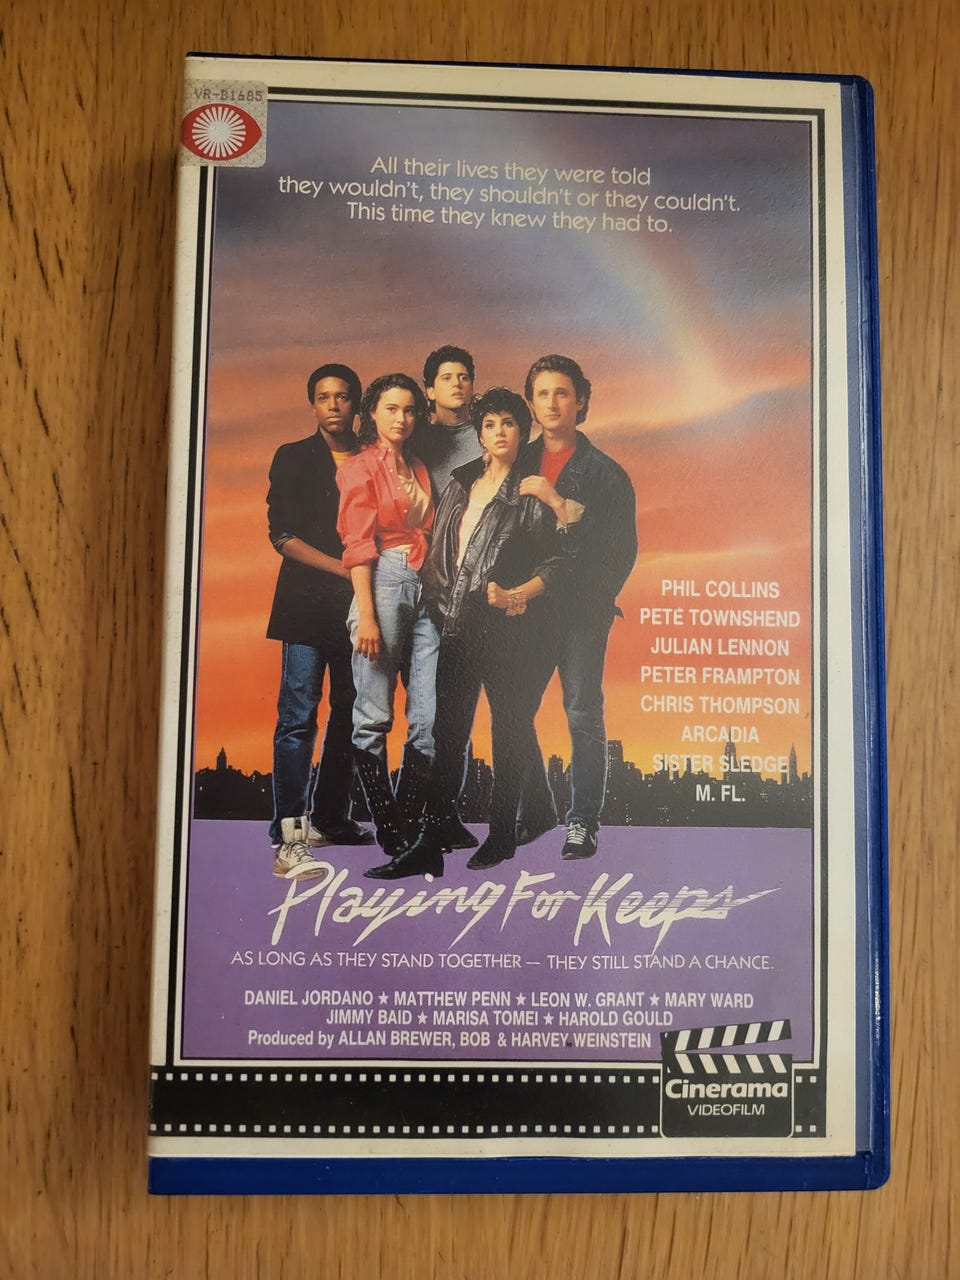 VR-B1685
All their lives they were told
they wouldn't, they shouldn't or they couldn't.
This time they knew they had to.
PHIL COLLINS
PETE TOWNSHEND
JULIAN LENNON
PETER FRAMPTON
CHRIS THOMPSON
ARCADIA
SISTER SLEDGE
M. FL.
Playing For Keeps
AS LONG AS THEY STAND TOGETHER — THEY STILL STAND A CHANCE.
DANIEL JORDANO ★ MATTHEW PENN ★ LEON W. GRANT ★ MARY WARD
JIMMY BAID ★ MARISA TOMEI ★ HAROLD GOULD
Produced by ALLAN BREWER, BOB & HARVEY WEINSTEIN
Cinerama
VIDEOFILM